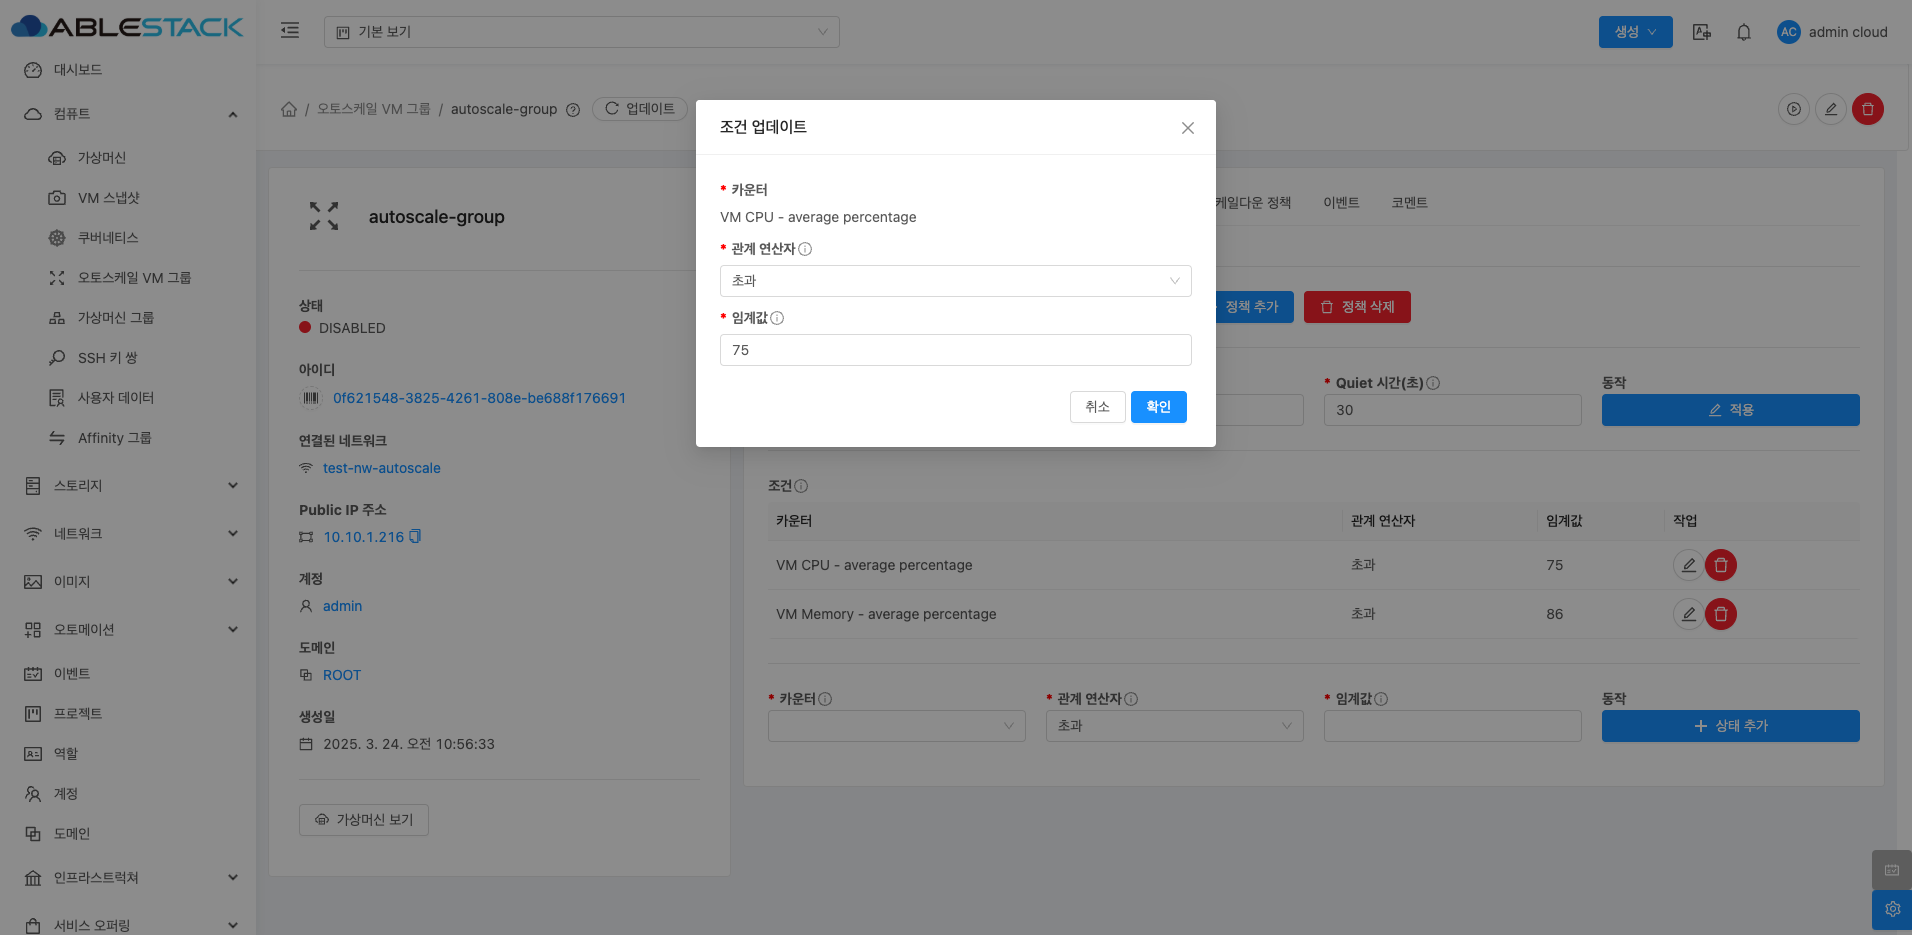 ABLESTACK
기본 보기
생성
AC
admin cloud
대시보드
컴퓨트
가상머신
VM 스냅샷
쿠버네티스
오토스케일 VM 그룹
가상머신 그룹
SSH 키 쌍
사용자 데이터
Affinity 그룹
스토리지
네트워크
이미지
오토메이션
이벤트
프로젝트
역할
계정
도메인
인프라스트럭쳐
서비스 오퍼링
/ 오토스케일 VM 그룹 / autoscale-group
업데이트
autoscale-group
상태
DISABLED
아이디
0f621548-3825-4261-808e-be688f176691
연결된 네트워크
test-nw-autoscale
Public IP 주소
10.10.1.216
계정
admin
도메인
ROOT
생성일
2025. 3. 24. 오전 10:56:33
가상머신 보기
조건 업데이트
* 카운터
VM CPU - average percentage
* 관계 연산자
초과
* 임계값
75
취소
확인
케일다운 정책
이벤트
코멘트
정책 추가
정책 삭제
* Quiet 시간(초)
동작
30
적용
조건
카운터 관계 연산자 임계값 작업
VM CPU - average percentage 초과 75
VM Memory - average percentage 초과 86
* 카운터 * 관계 연산자 * 임계값 동작
초과
상태 추가